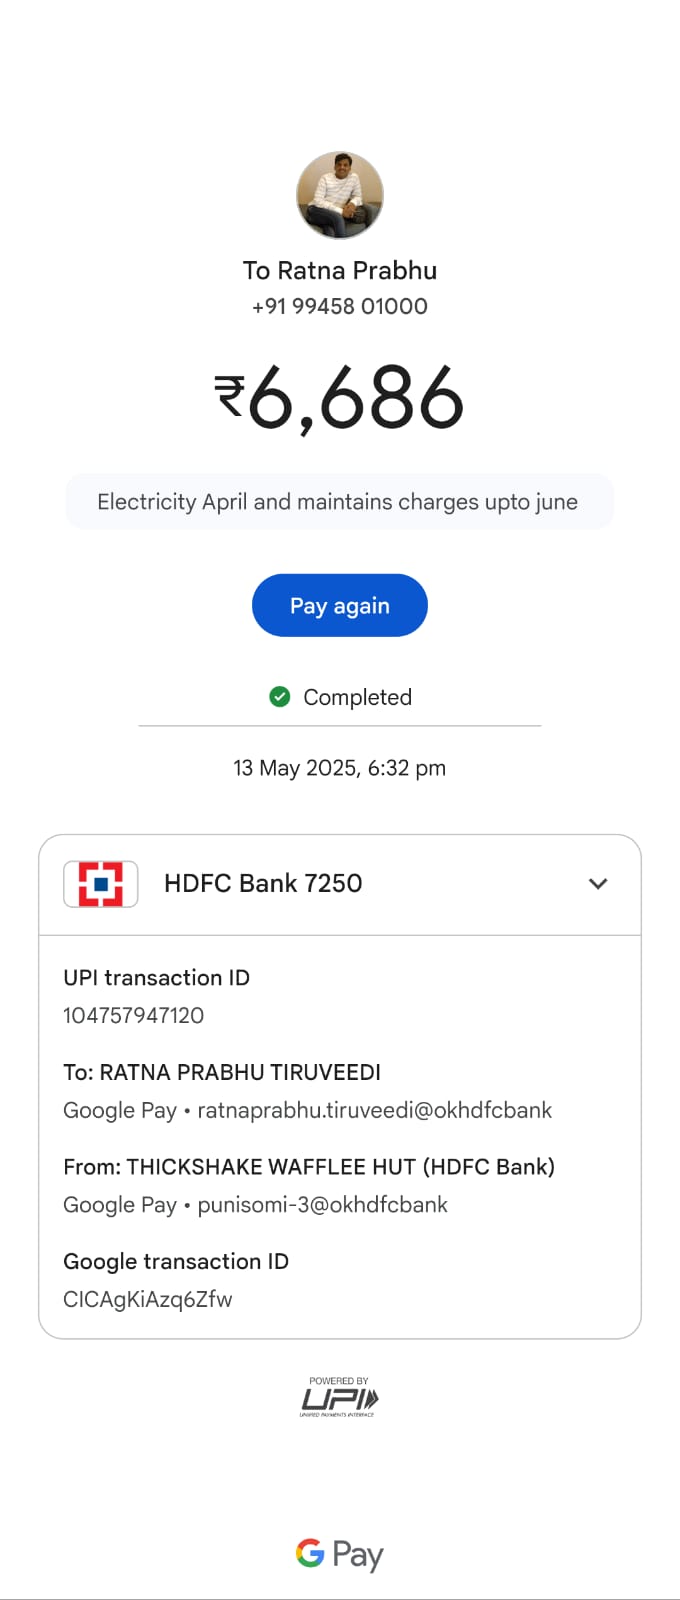 To Ratna Prabhu
+91 99458 01000
₹6,686
Electricity April and maintains charges upto june
Pay again
Completed
13 May 2025, 6:32 pm
HDFC Bank 7250
UPI transaction ID
104757947120
To: RATNA PRABHU TIRUVEEDI
Google Pay • ratnaprabhu.tiruveedi@okhdfcbank
From: THICKSHAKE WAFFLEE HUT (HDFC Bank)
Google Pay • punisomi-3@okhdfcbank
Google transaction ID
CICAgKiAzq6Zfw
POWERED BY
UPI
UNIFIED PAYMENTS INTERFACE
G Pay